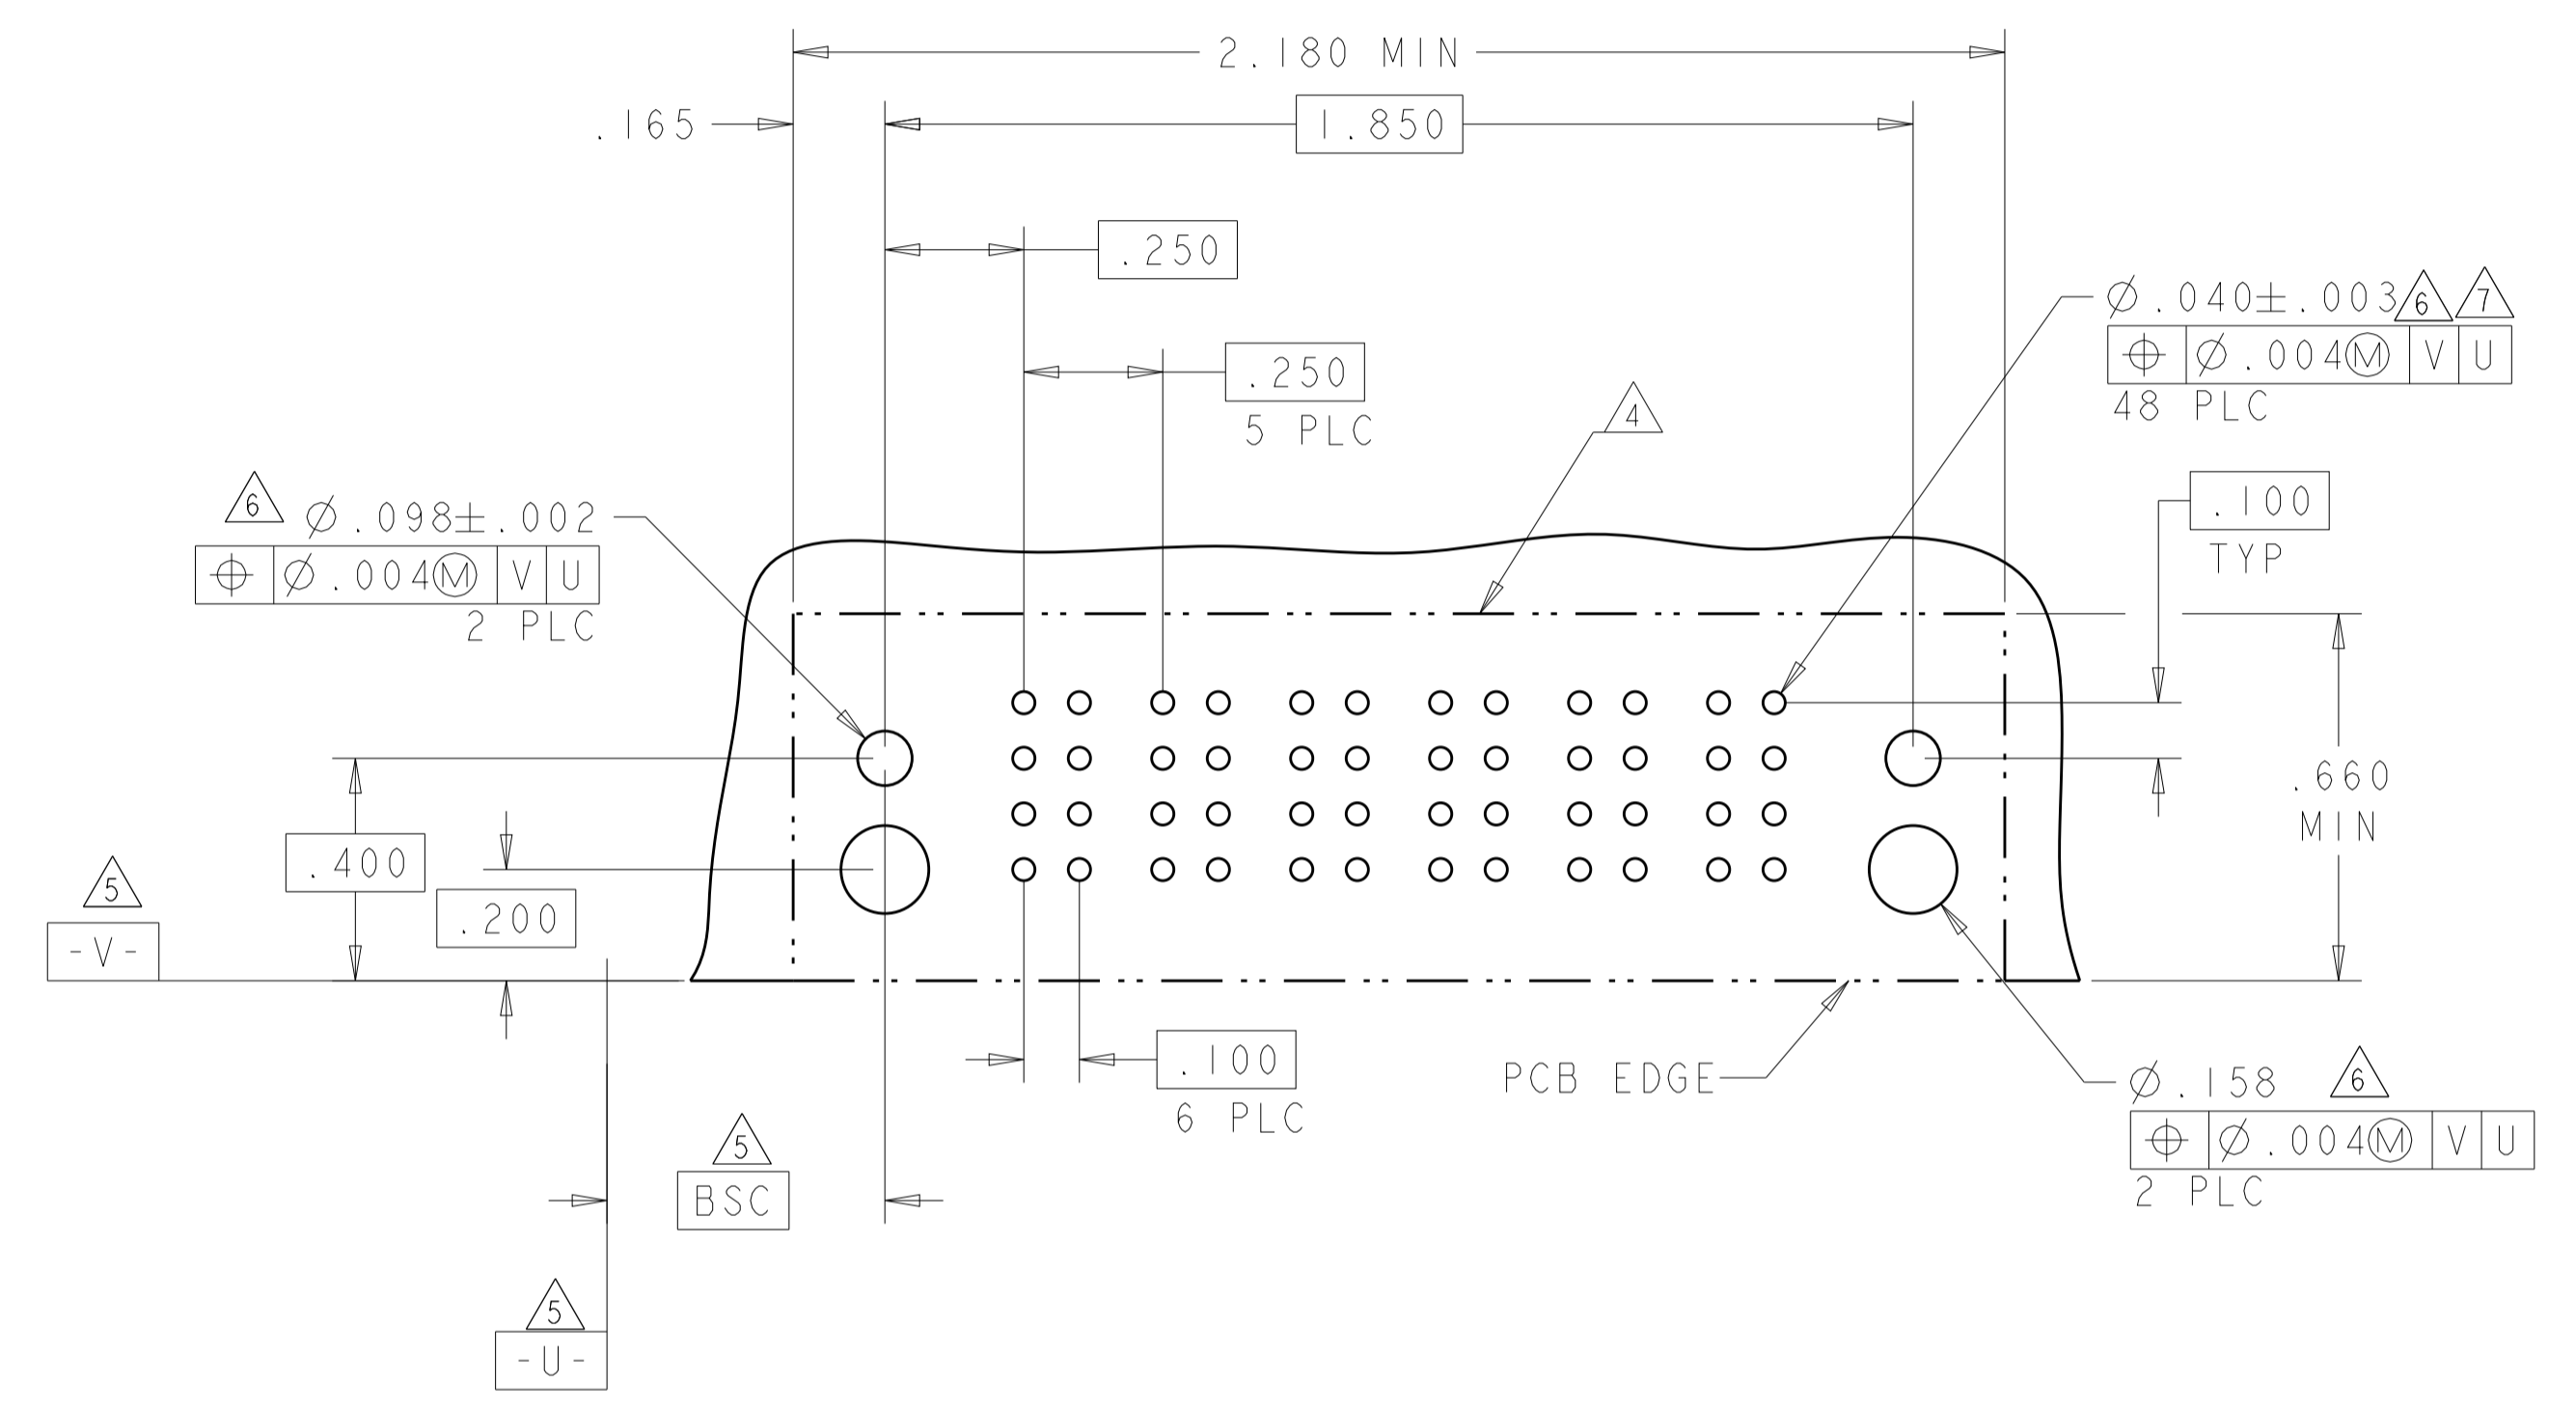 2.180 MIN
.165
1.850
.250
.250
5 PLC
Ø.040±.003 6 7
⌖ Ø.004Ⓜ V U
48 PLC
4
.100
TYP
6 Ø.098±.002
⌖ Ø.004Ⓜ V U
2 PLC
.660
MIN
.400
5
-V-
.200
.100
6 PLC
PCB EDGE
Ø.158 6
⌖ Ø.004Ⓜ V U
2 PLC
5
BSC
5
-U-